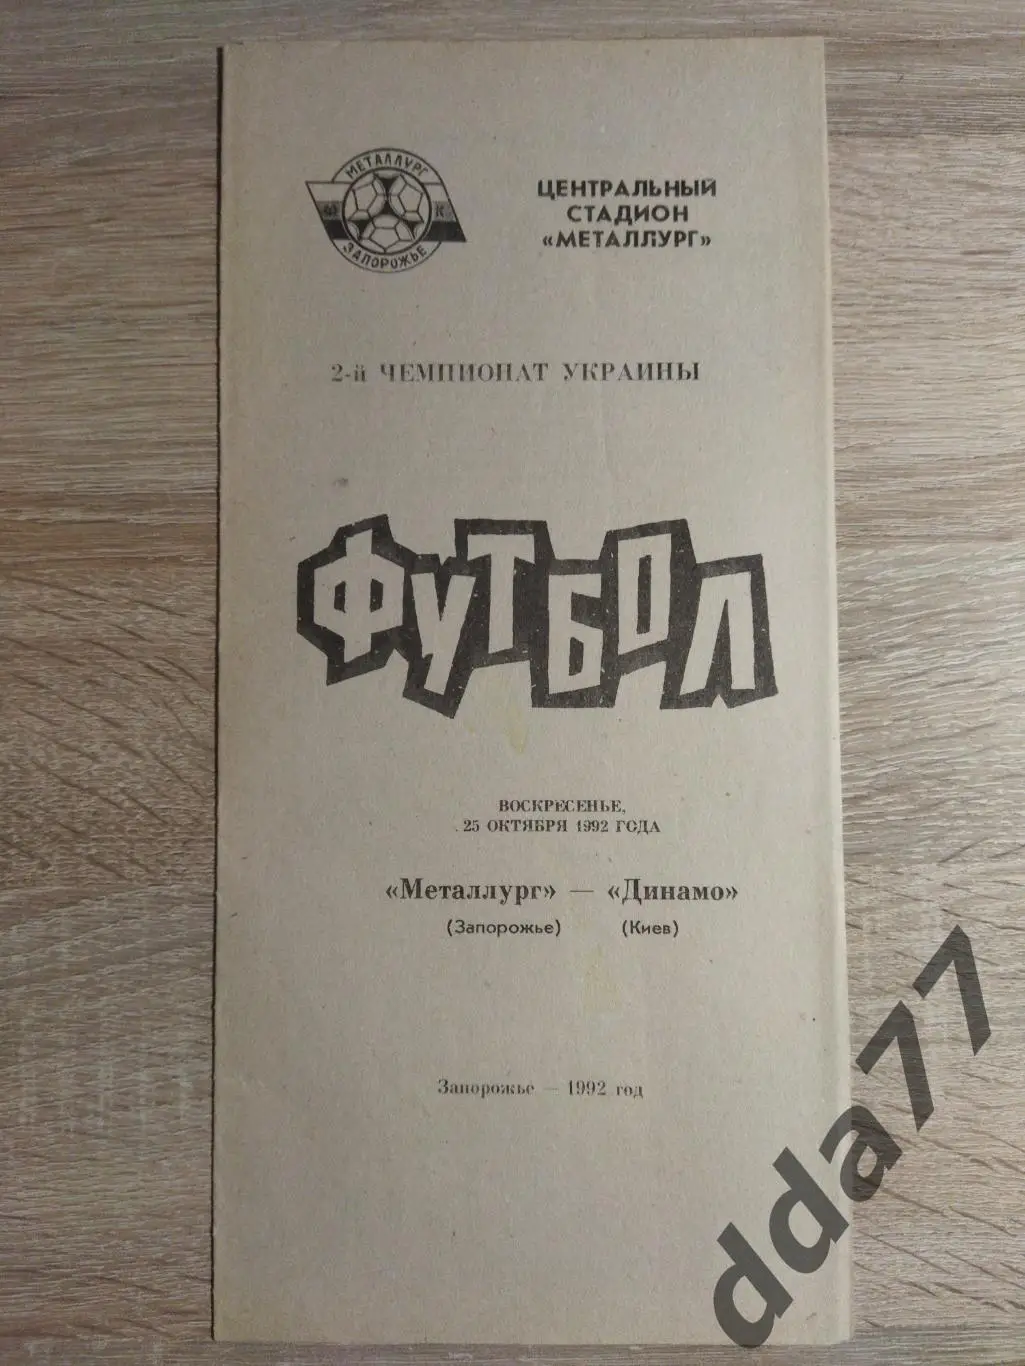 МЕТАЛЛУРГ
ФК
ЗАПОРОЖЬЕ
ЦЕНТРАЛЬНЫЙ
СТАДИОН
«МЕТАЛЛУРГ»
2-й ЧЕМПИОНАТ УКРАИНЫ
ФУТБОЛ
ВОСКРЕСЕНЬЕ,
25 ОКТЯБРЯ 1992 ГОДА
«Металлург» — «Динамо»
(Запорожье) (Киев)
Запорожье — 1992 год
dda77